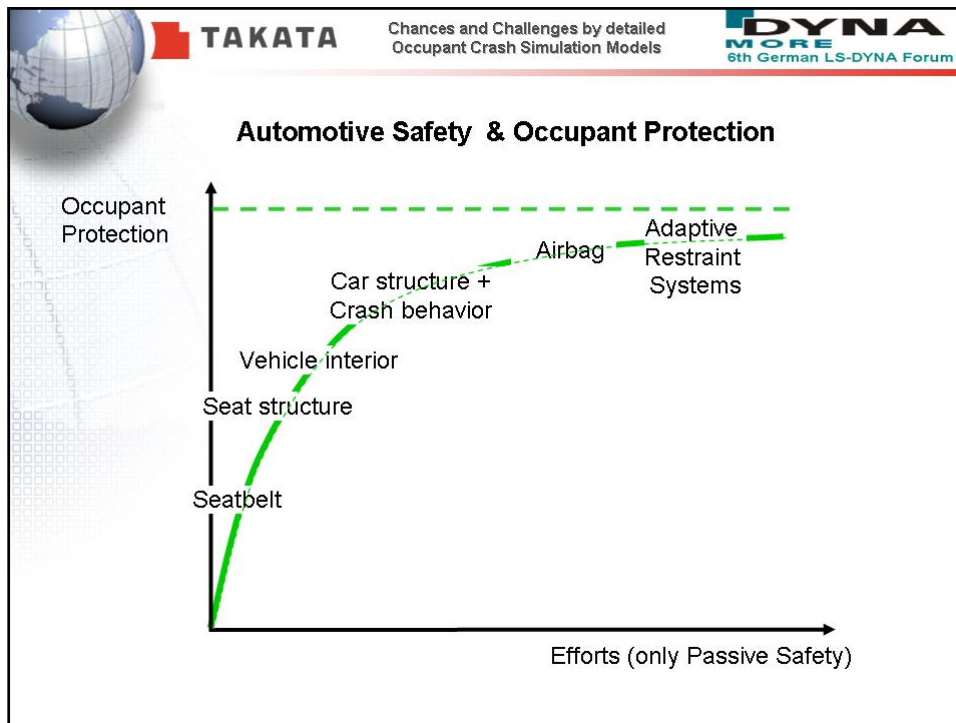 TAKATA
Chances and Challenges by detailed
Occupant Crash Simulation Models
DYNA
MORE
6th German LS-DYNA Forum
Automotive Safety & Occupant Protection
Occupant
Protection
Adaptive
Restraint
Systems
Airbag
Car structure +
Crash behavior
Vehicle interior
Seat structure
Seatbelt
Efforts (only Passive Safety)